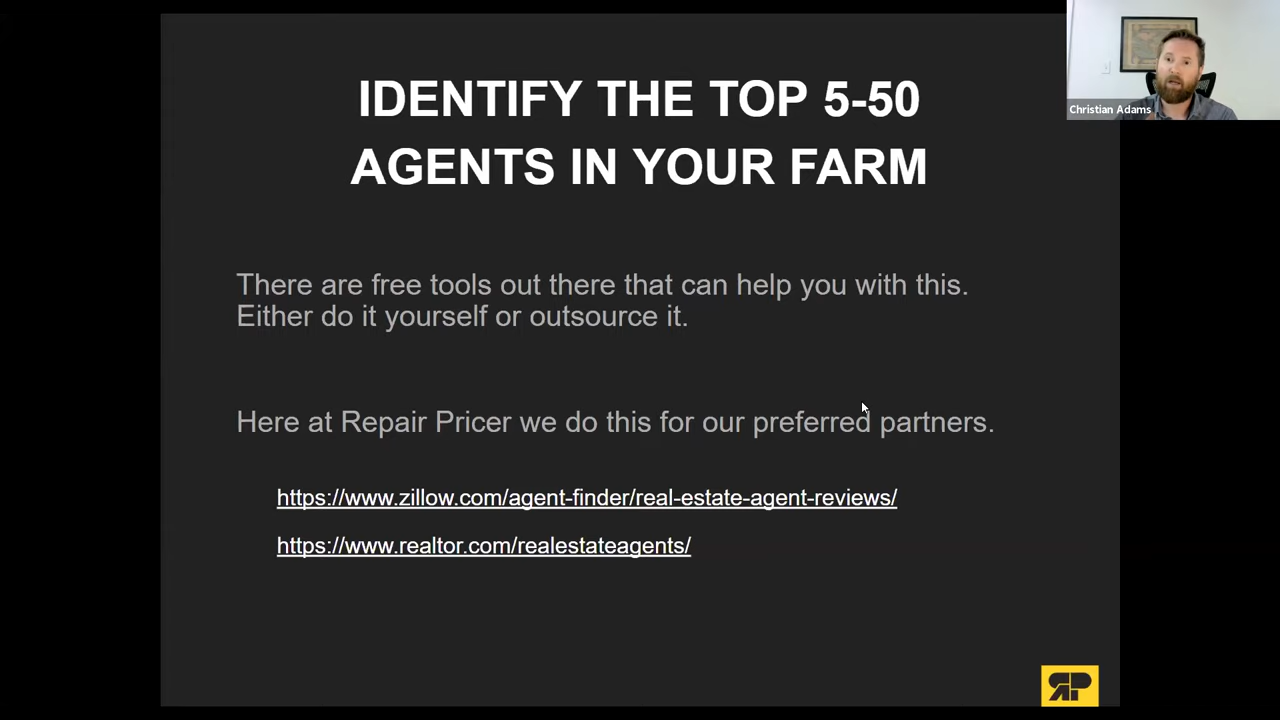 IDENTIFY THE TOP 5-50
AGENTS IN YOUR FARM
Christian Adams
There are free tools out there that can help you with this.
Either do it yourself or outsource it.
Here at Repair Pricer we do this for our preferred partners.
https://www.zillow.com/agent-finder/real-estate-agent-reviews/
https://www.realtor.com/realestateagents/
RP